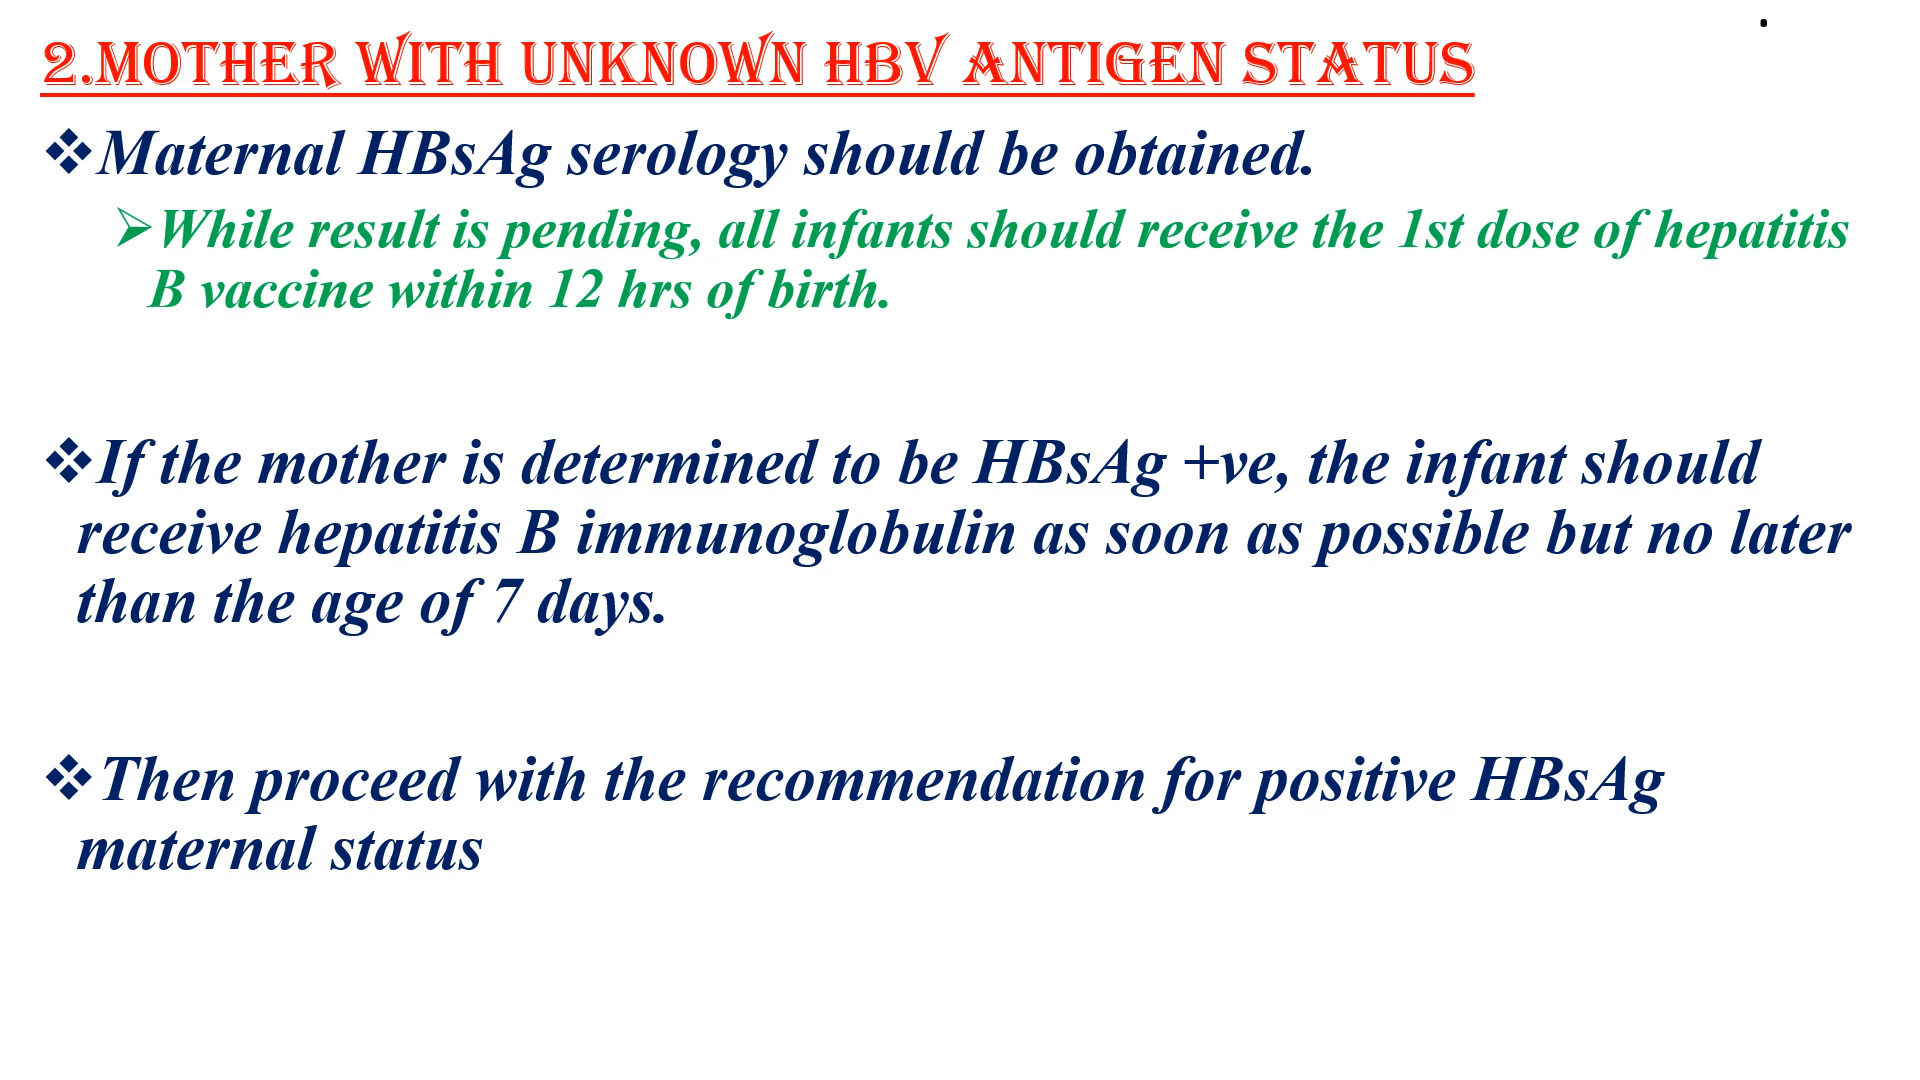 2.MOTHER WITH UNKNOWN HBV ANTIGEN STATUS
❖Maternal HBsAg serology should be obtained.
➢While result is pending, all infants should receive the 1st dose of hepatitis
B vaccine within 12 hrs of birth.
❖If the mother is determined to be HBsAg +ve, the infant should
receive hepatitis B immunoglobulin as soon as possible but no later
than the age of 7 days.
❖Then proceed with the recommendation for positive HBsAg
maternal status